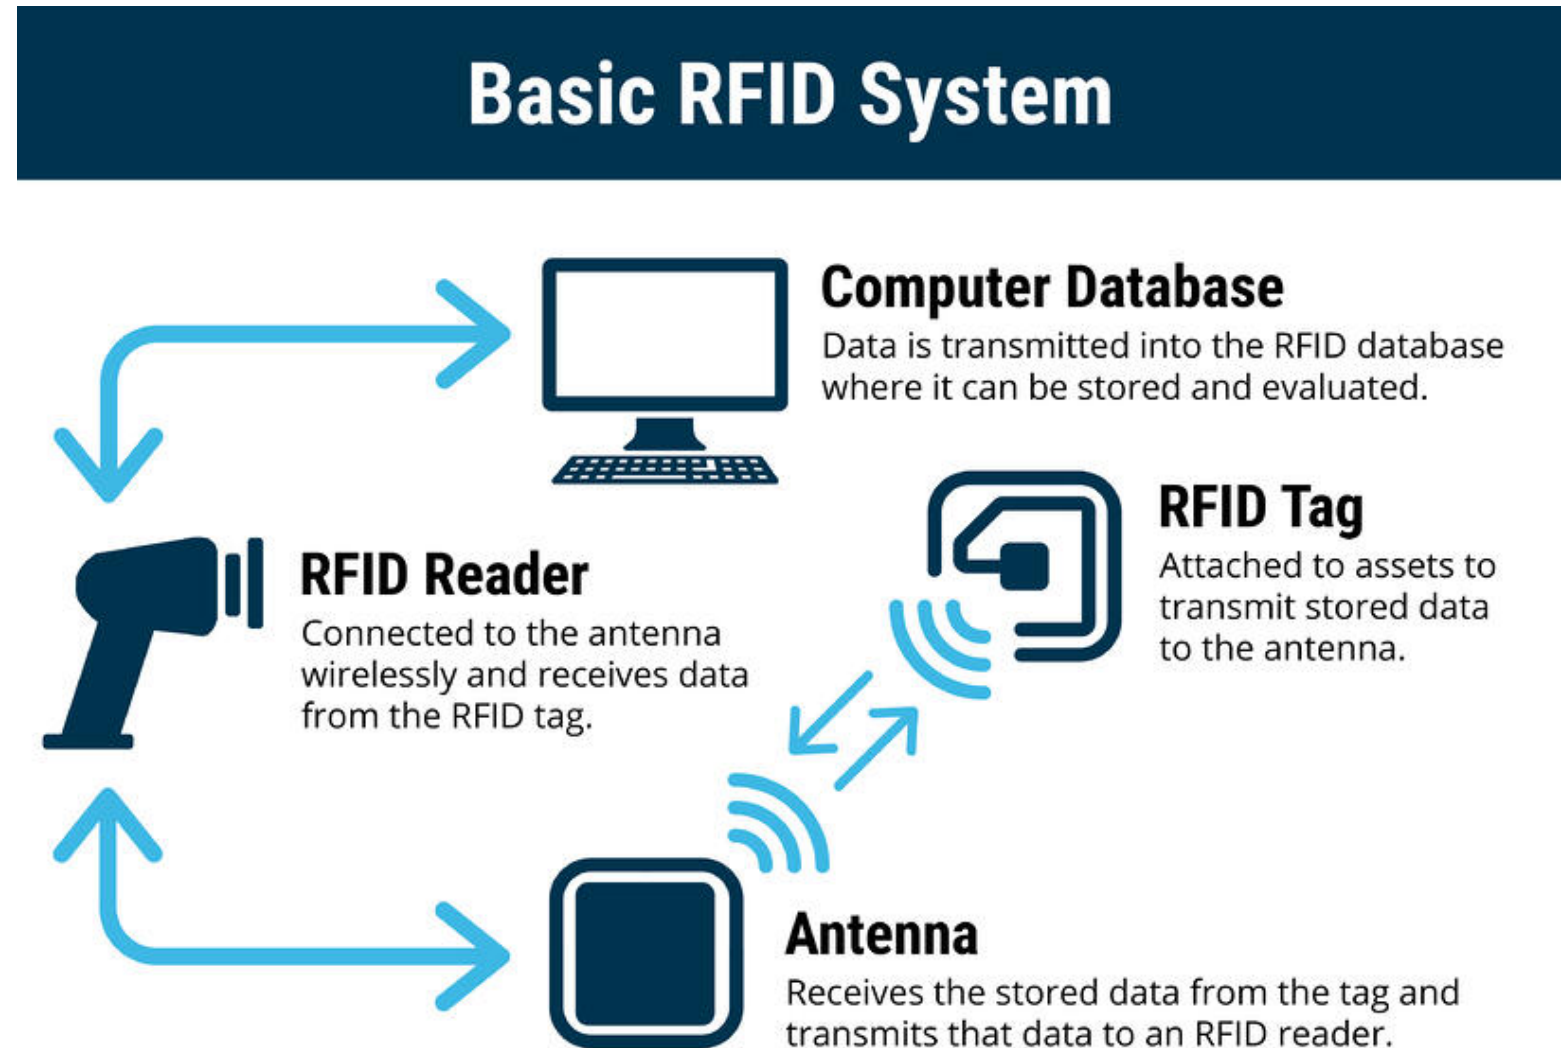 Basic RFID System
Computer Database
Data is transmitted into the RFID database
where it can be stored and evaluated.
RFID Tag
Attached to assets to
transmit stored data
to the antenna.
RFID Reader
Connected to the antenna
wirelessly and receives data
from the RFID tag.
Antenna
Receives the stored data from the tag and
transmits that data to an RFID reader.